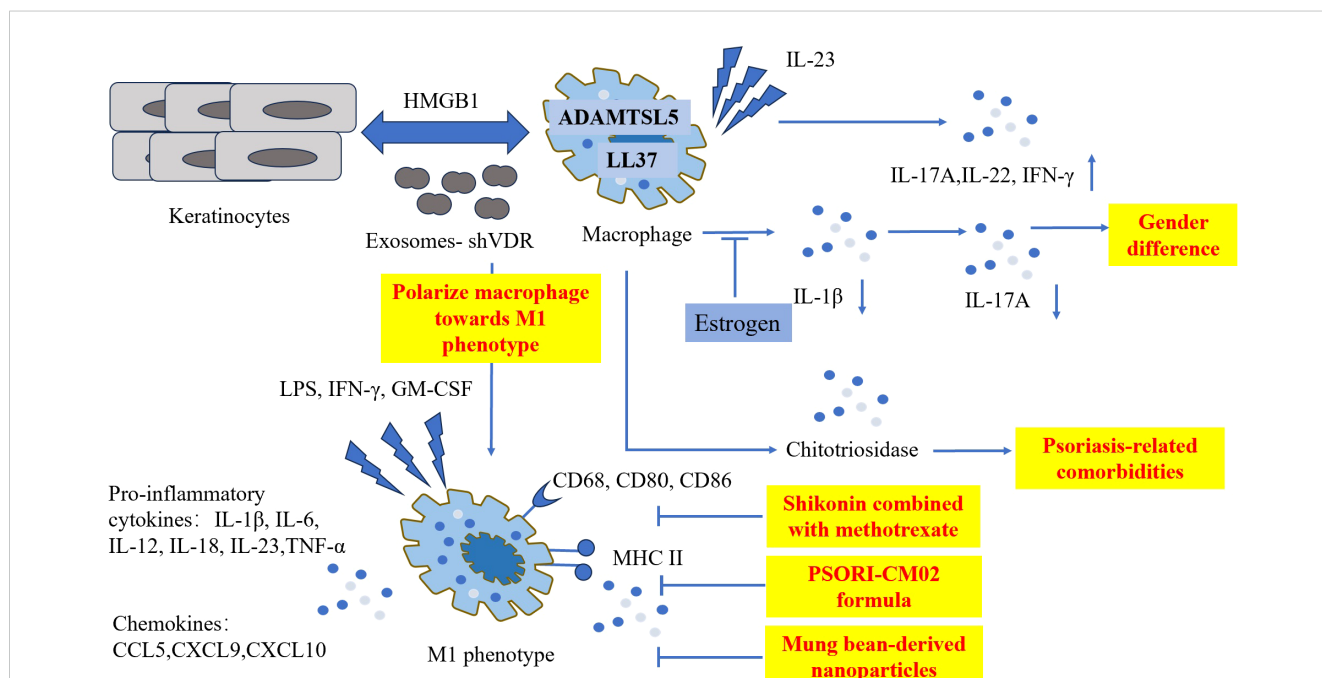 IL-23
HMGB1
ADAMTSL5
LL37
IL-17A,IL-22, IFN-γ
Keratinocytes
Exosomes- shVDR
Macrophage
Gender
difference
IL-1β
IL-17A
Estrogen
Polarize macrophage
towards M1
phenotype
LPS, IFN-γ, GM-CSF
Chitotriosidase
Psoriasis-related
comorbidities
CD68, CD80, CD86
Pro-inflammatory
cytokines： IL-1β, IL-6,
IL-12, IL-18, IL-23,TNF-α
Shikonin combined
with methotrexate
MHC II
PSORI-CM02
formula
Chemokines：
CCL5,CXCL9,CXCL10
M1 phenotype
Mung bean-derived
nanoparticles